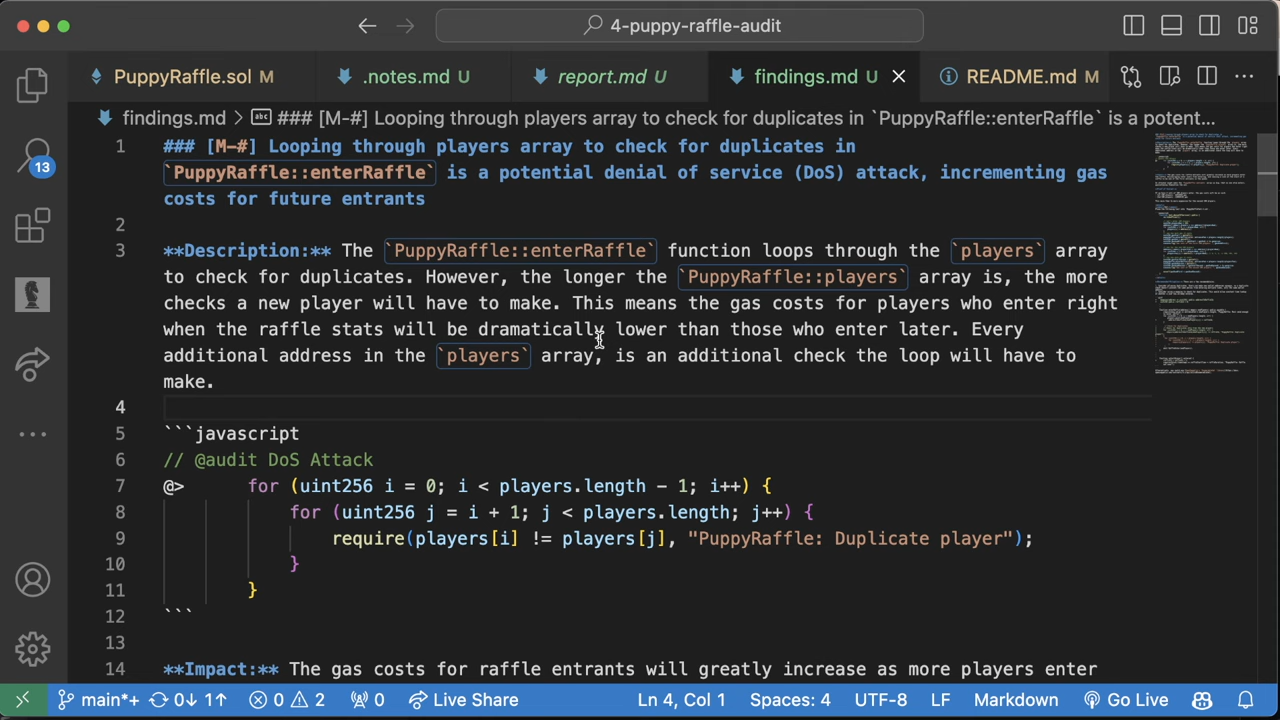 4-puppy-raffle-audit
PuppyRaffle.sol M
.notes.md U
report.md U
findings.md U
README.md M
13
findings.md > ### [M-#] Looping through players array to check for duplicates in `PuppyRaffle::enterRaffle` is a potent...
1 ### [M-#] Looping through players array to check for duplicates in
`PuppyRaffle::enterRaffle` is a potential denial of service (DoS) attack, incrementing gas
costs for future entrants
2
3 **Description:** The `PuppyRaffle::enterRaffle` function loops through the `players` array
to check for duplicates. However, the longer the `PuppyRaffle::players` array is, the more
checks a new player will have to make. This means the gas costs for players who enter right
when the raffle stats will be dramatically lower than those who enter later. Every
additional address in the `players` array, is an additional check the loop will have to
make.
4
5 ```javascript
6 // @audit DoS Attack
7 @> for (uint256 i = 0; i < players.length - 1; i++) {
8 for (uint256 j = i + 1; j < players.length; j++) {
9 require(players[i] != players[j], "PuppyRaffle: Duplicate player");
10 }
11 }
12 ```
13
14 **Impact:** The gas costs for raffle entrants will greatly increase as more players enter
main*+ 0↓ 1↑ 0 2 0 Live Share Ln 4, Col 1 Spaces: 4 UTF-8 LF Markdown Go Live